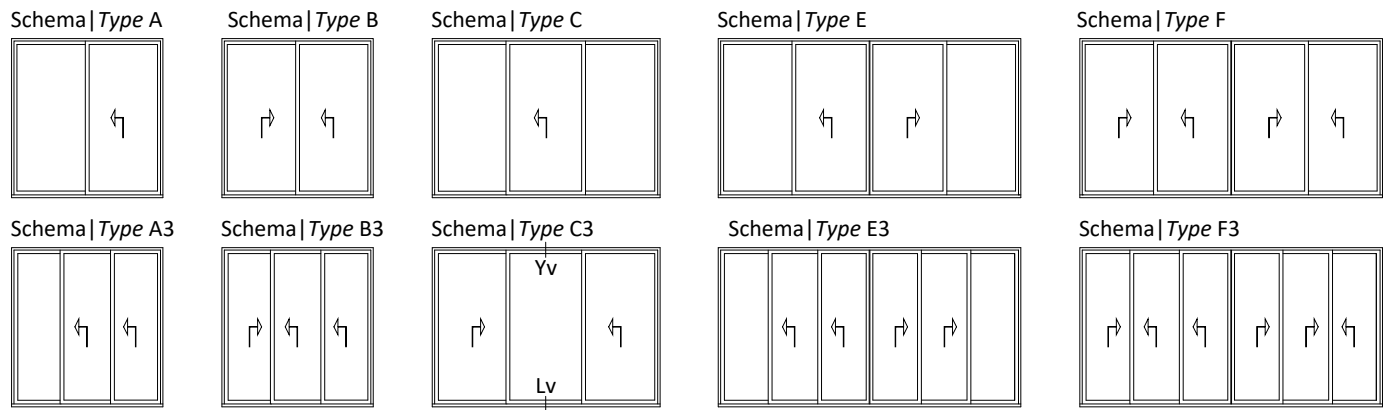 Schema|Type A
Schema|Type B
Schema|Type C
Schema|Type E
Schema|Type F
Schema|Type A3
Schema|Type B3
Schema|Type C3
Schema|Type E3
Schema|Type F3
Yv
Lv